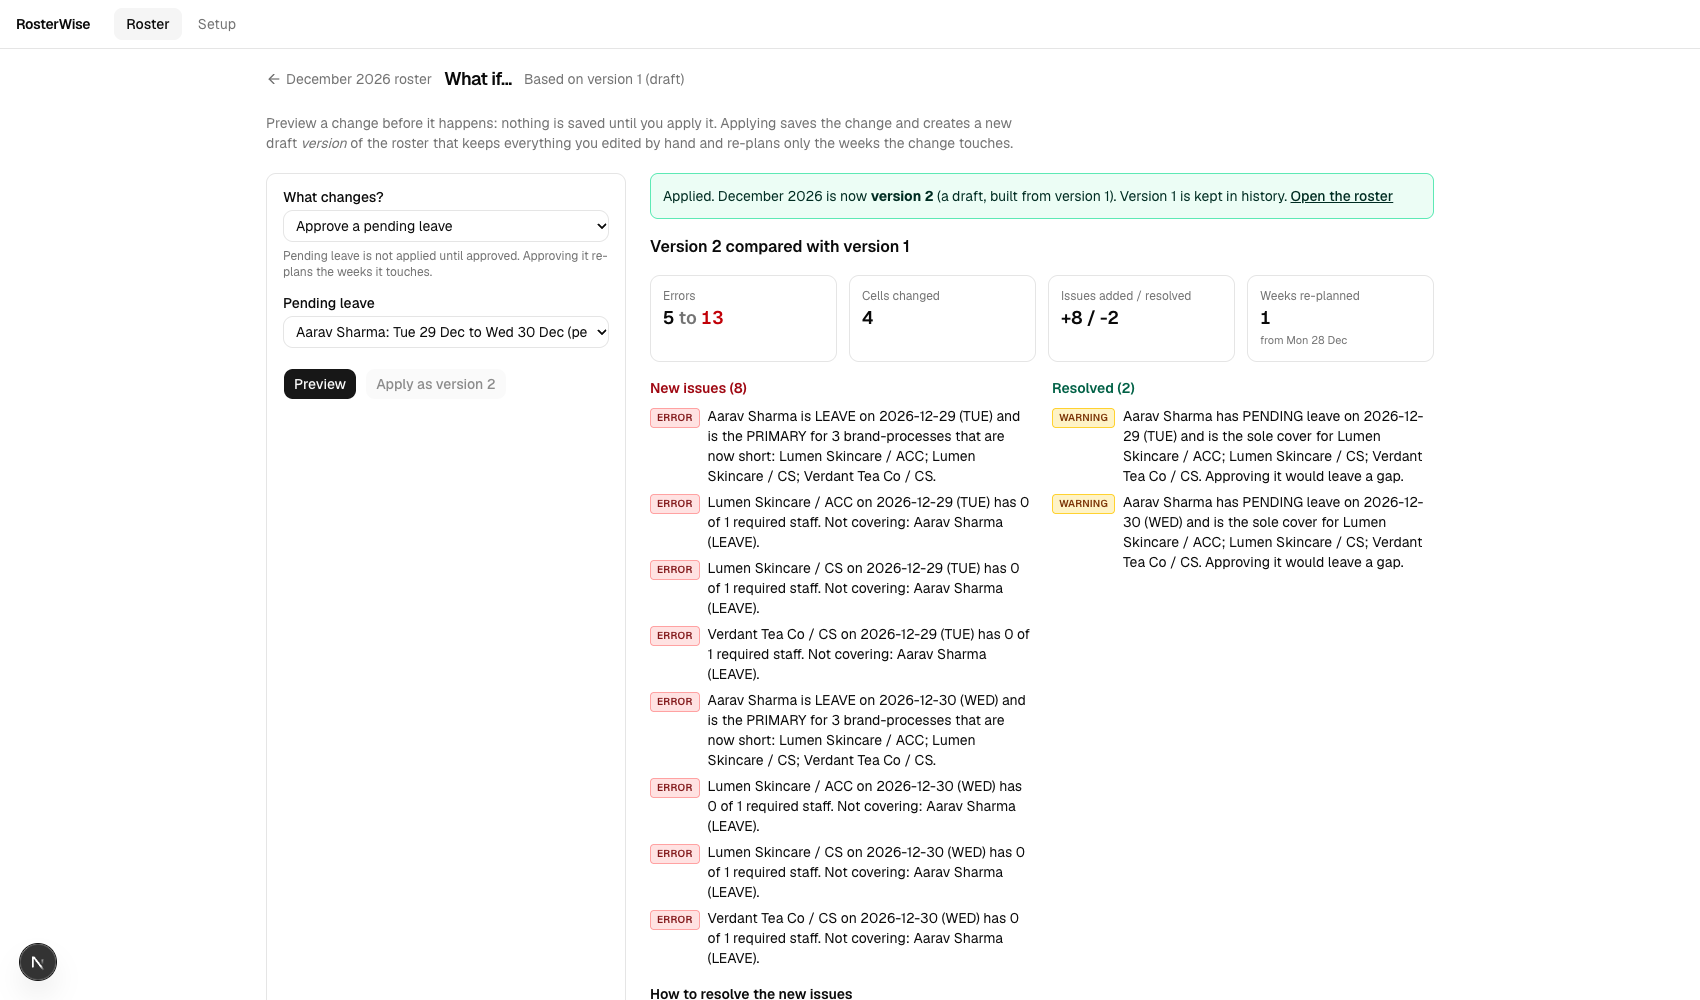 RosterWise
Roster
Setup
December 2026 roster
What if...
Based on version 1 (draft)
Preview a change before it happens: nothing is saved until you apply it. Applying saves the change and creates a new
draft version of the roster that keeps everything you edited by hand and re-plans only the weeks the change touches.
What changes?
Approve a pending leave
Pending leave is not applied until approved. Approving it re-
plans the weeks it touches.
Pending leave
Aarav Sharma: Tue 29 Dec to Wed 30 Dec (pe
Preview
Apply as version 2
Applied. December 2026 is now version 2 (a draft, built from version 1). Version 1 is kept in history. Open the roster
Version 2 compared with version 1
Errors
5 to 13
Cells changed
4
Issues added / resolved
+8 / -2
Weeks re-planned
1
from Mon 28 Dec
New issues (8)
ERROR
Aarav Sharma is LEAVE on 2026-12-29 (TUE) and
is the PRIMARY for 3 brand-processes that are
now short: Lumen Skincare / ACC; Lumen
Skincare / CS; Verdant Tea Co / CS.
ERROR
Lumen Skincare / ACC on 2026-12-29 (TUE) has 0
of 1 required staff. Not covering: Aarav Sharma
(LEAVE).
ERROR
Lumen Skincare / CS on 2026-12-29 (TUE) has 0
of 1 required staff. Not covering: Aarav Sharma
(LEAVE).
ERROR
Verdant Tea Co / CS on 2026-12-29 (TUE) has 0 of
1 required staff. Not covering: Aarav Sharma
(LEAVE).
ERROR
Aarav Sharma is LEAVE on 2026-12-30 (WED) and
is the PRIMARY for 3 brand-processes that are
now short: Lumen Skincare / ACC; Lumen
Skincare / CS; Verdant Tea Co / CS.
ERROR
Lumen Skincare / ACC on 2026-12-30 (WED) has
0 of 1 required staff. Not covering: Aarav Sharma
(LEAVE).
ERROR
Lumen Skincare / CS on 2026-12-30 (WED) has 0
of 1 required staff. Not covering: Aarav Sharma
(LEAVE).
ERROR
Verdant Tea Co / CS on 2026-12-30 (WED) has 0
of 1 required staff. Not covering: Aarav Sharma
(LEAVE).
Resolved (2)
WARNING
Aarav Sharma has PENDING leave on 2026-12-
29 (TUE) and is the sole cover for Lumen
Skincare / ACC; Lumen Skincare / CS; Verdant
Tea Co / CS. Approving it would leave a gap.
WARNING
Aarav Sharma has PENDING leave on 2026-12-
30 (WED) and is the sole cover for Lumen
Skincare / ACC; Lumen Skincare / CS; Verdant
Tea Co / CS. Approving it would leave a gap.
How to resolve the new issues
N